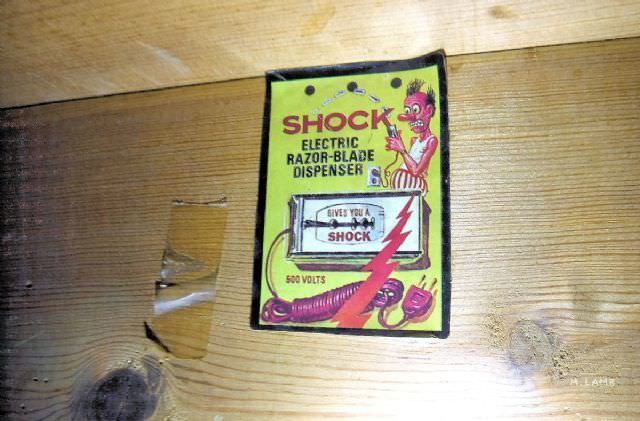 SHOCK
ELECTRIC
RAZOR-BLADE
DISPENSER
GIVES YOU A
SHOCK
500 VOLTS
M. LAMB